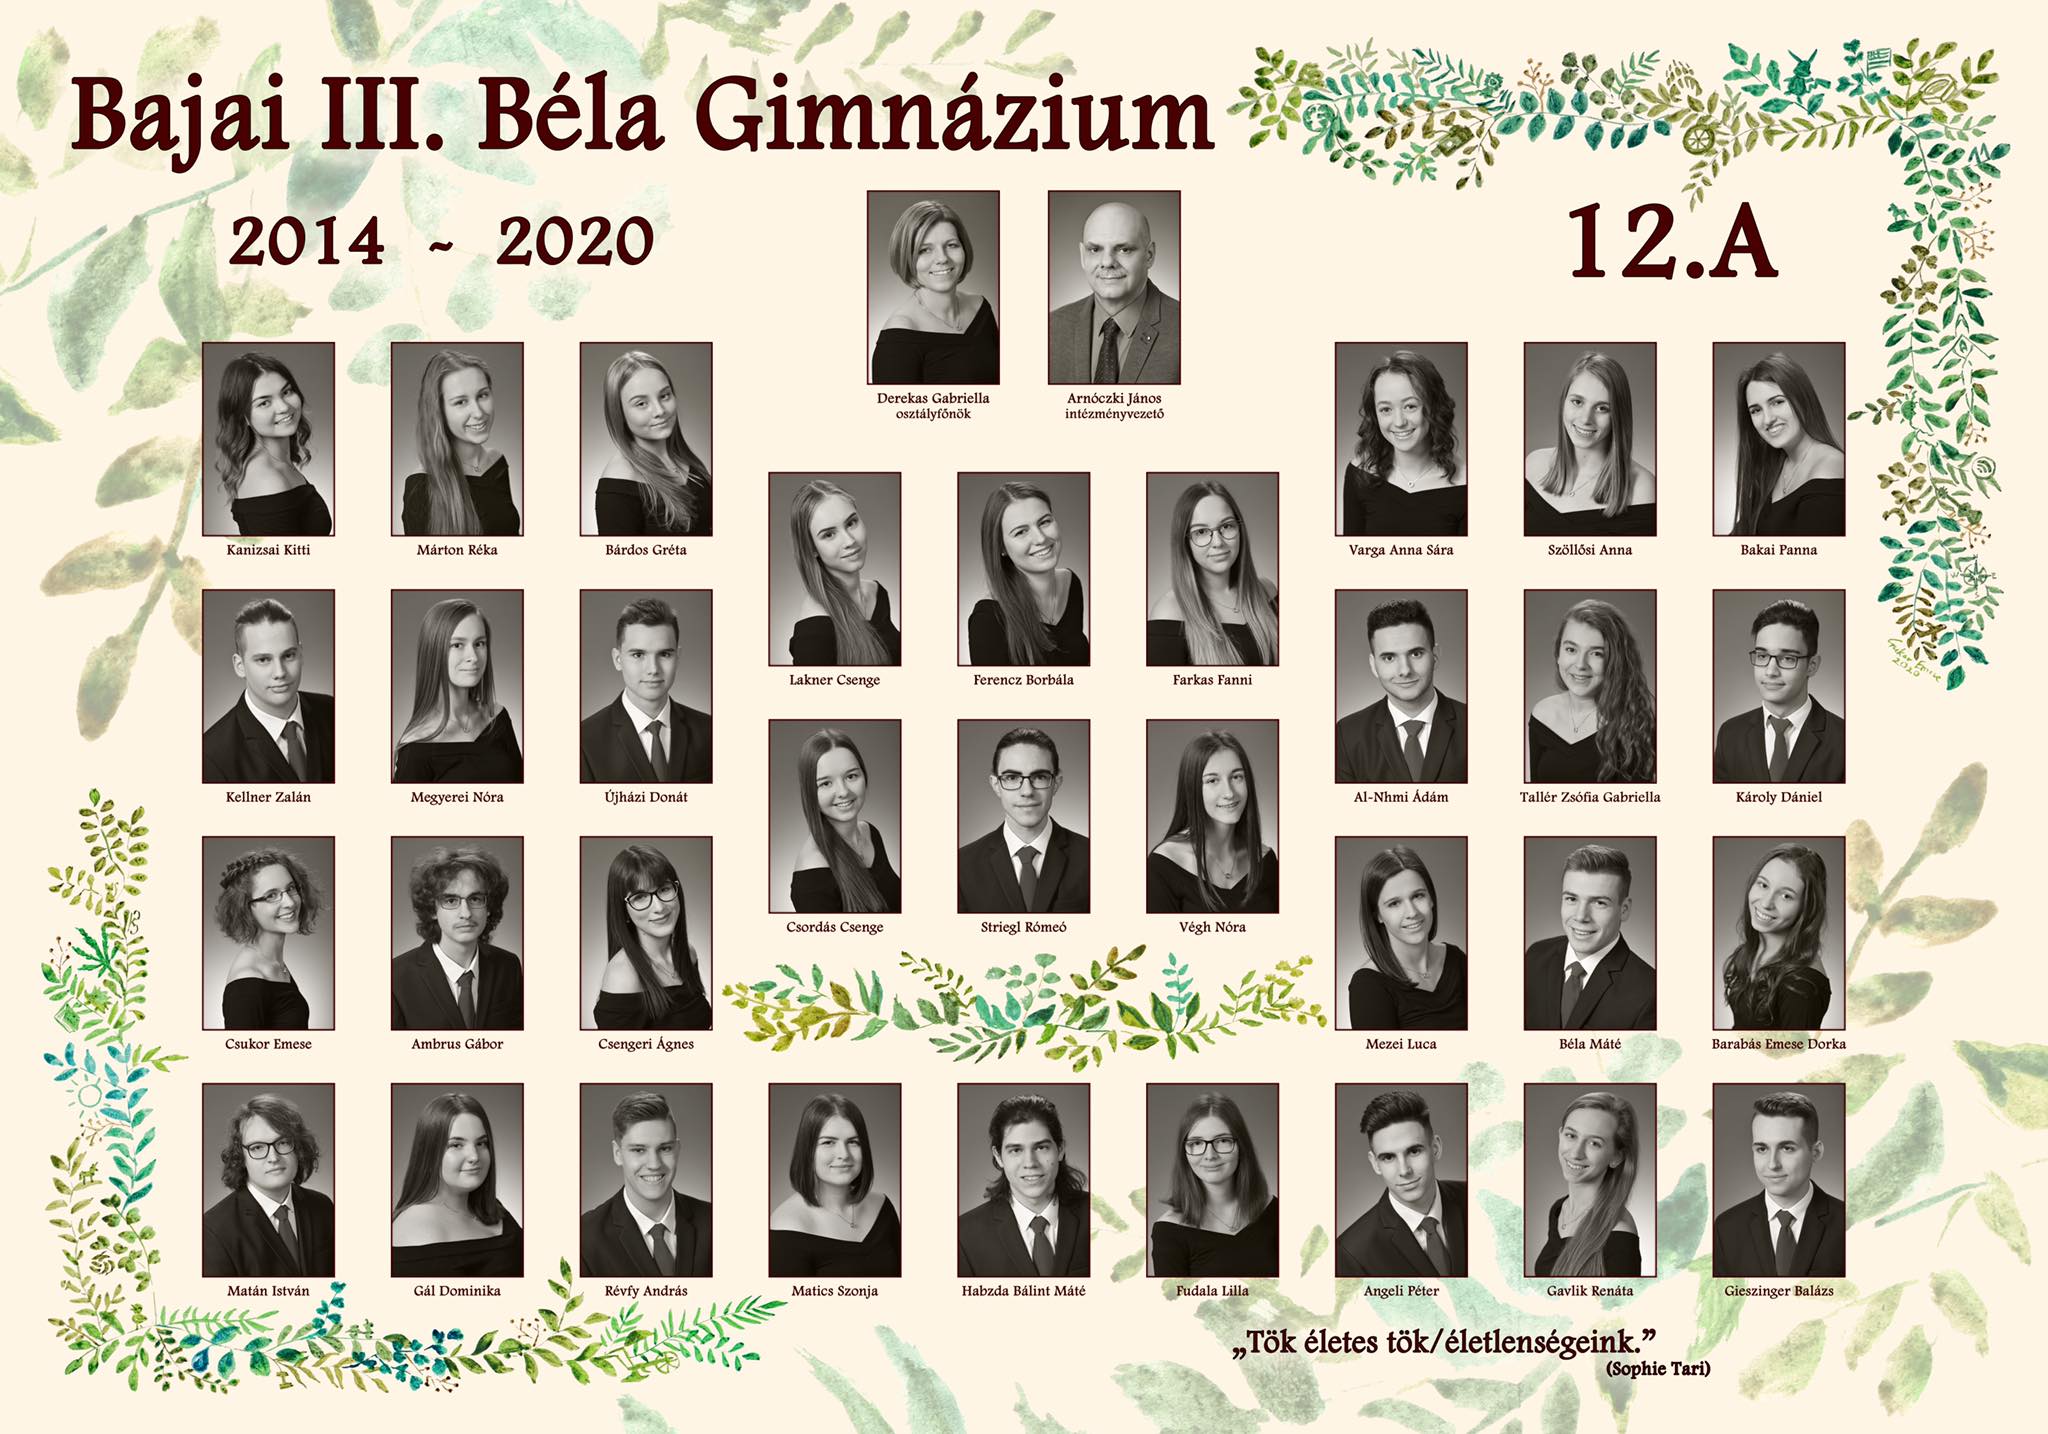 Bajai III. Béla Gimnázium
2014 ~ 2020
12.A
Derekas Gabriella
osztályfőnök
Arnóczki János
intézményvezető
Kanizsai Kitti
Márton Réka
Bárdos Gréta
Varga Anna Sára
Szöllősi Anna
Bakai Panna
Lakner Csenge
Ferencz Borbála
Farkas Fanni
Kellner Zalán
Megyerei Nóra
Újházi Donát
Al-Nhmi Ádám
Tallér Zsófia Gabriella
Károly Dániel
Csordás Csenge
Striegl Rómeó
Végh Nóra
Csukor Emese
Ambrus Gábor
Csengeri Ágnes
Mezei Luca
Béla Máté
Barabás Emese Dorka
Matán István
Gál Dominika
Révfy András
Matics Szonja
Habzda Bálint Máté
Fudala Lilla
Angeli Péter
Gavlik Renáta
Gieszinger Balázs
„Tök életes tök/életlenségeink.”
(Sophie Tari)
2020